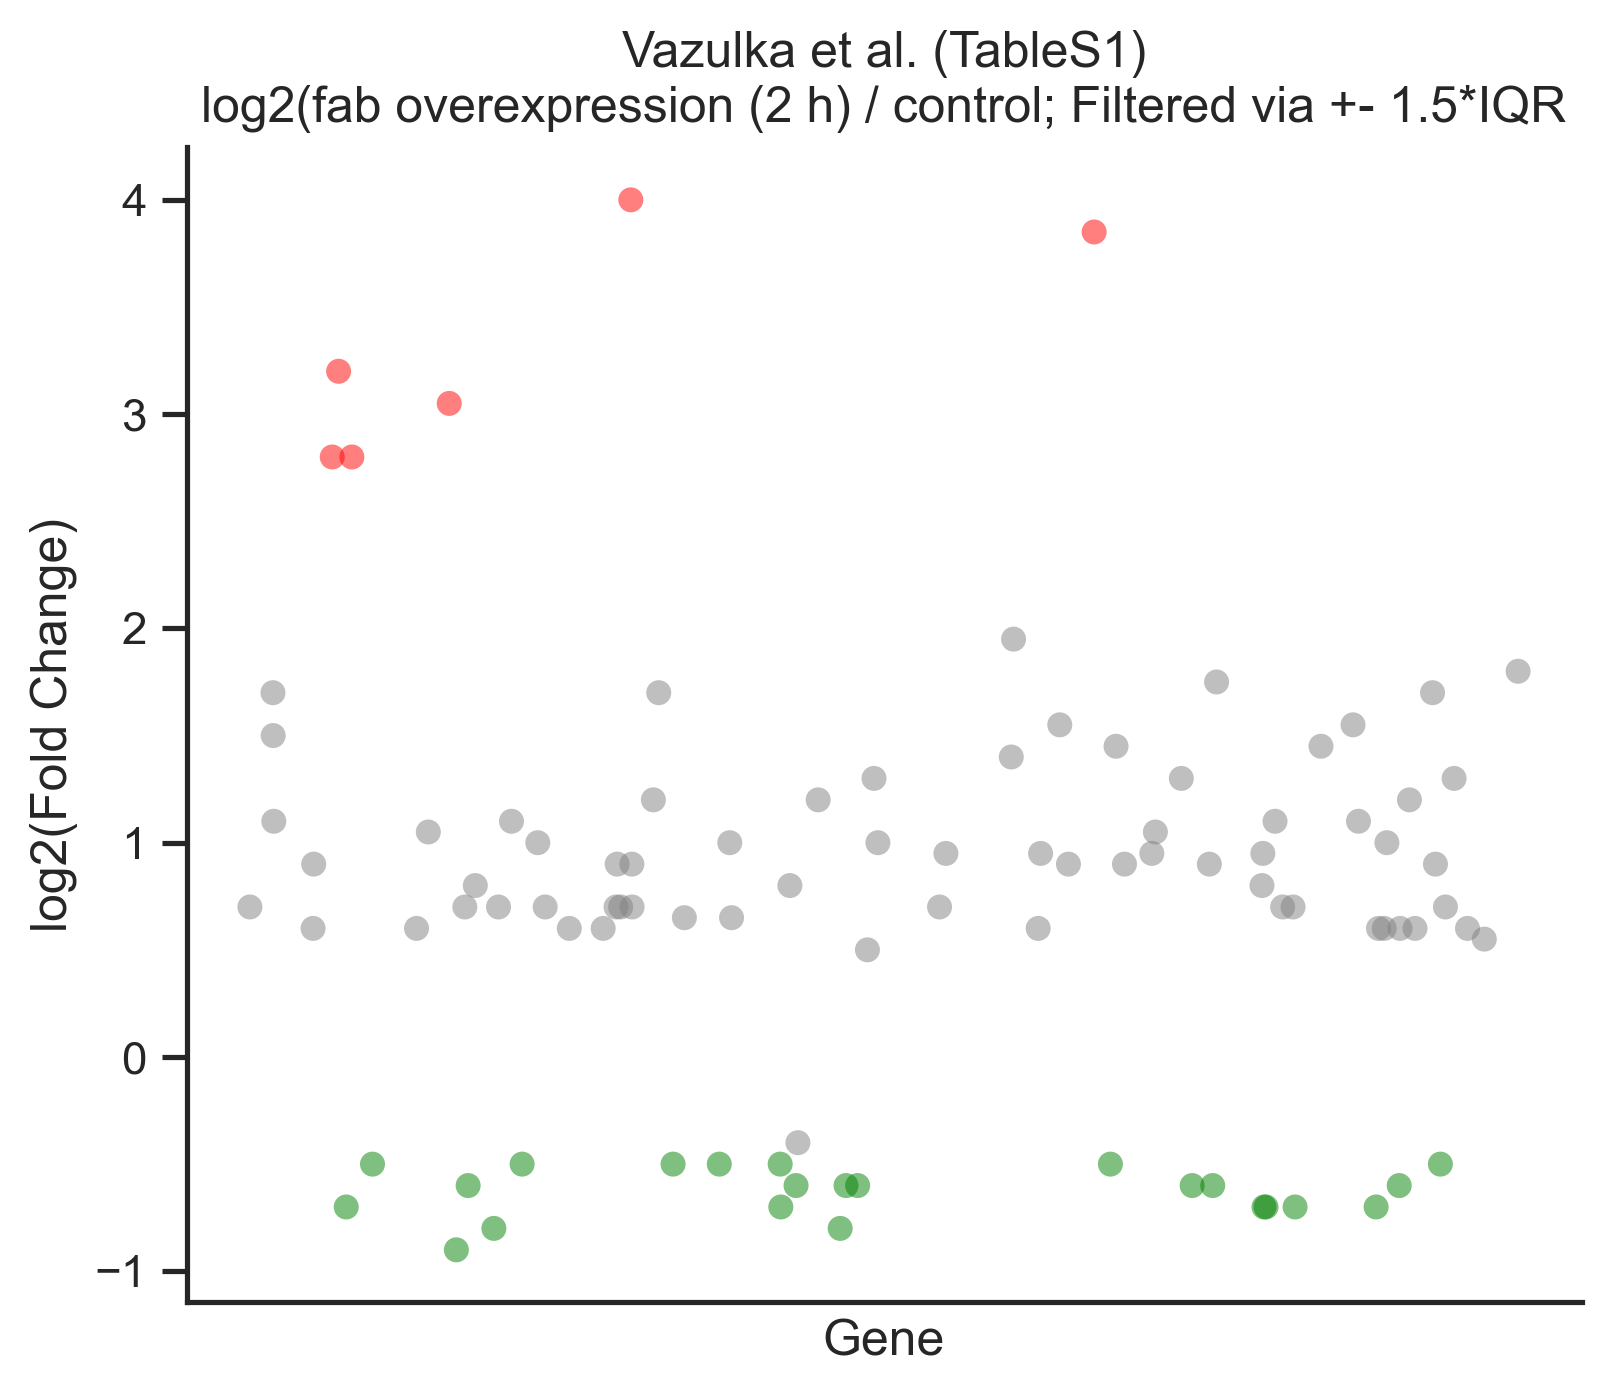 Vazulka et al. (TableS1)
log2(fab overexpression (2 h) / control; Filtered via +- 1.5*IQR
4
3
2
1
0
−1
log2(Fold Change)
Gene